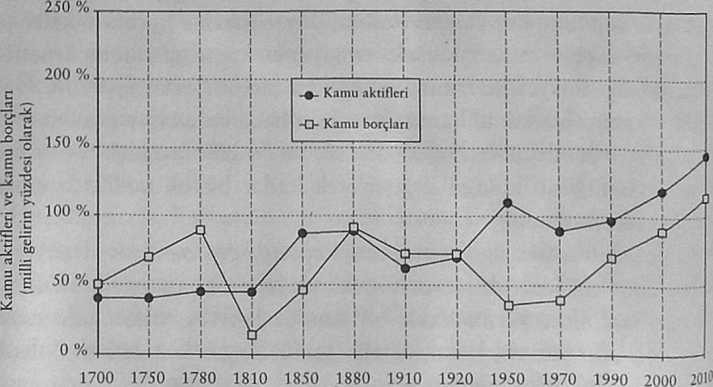 Kamu aktifleri ve kamu borçları
(milli gelirin yüzdesi olarak)
250 %
200 %
150 %
100 %
50 %
0 %
Kamu aktifleri
Kamu borçları
1700 1750 1780 1810 1850 1880 1910 1920 1950 1970 1990 2000 2010